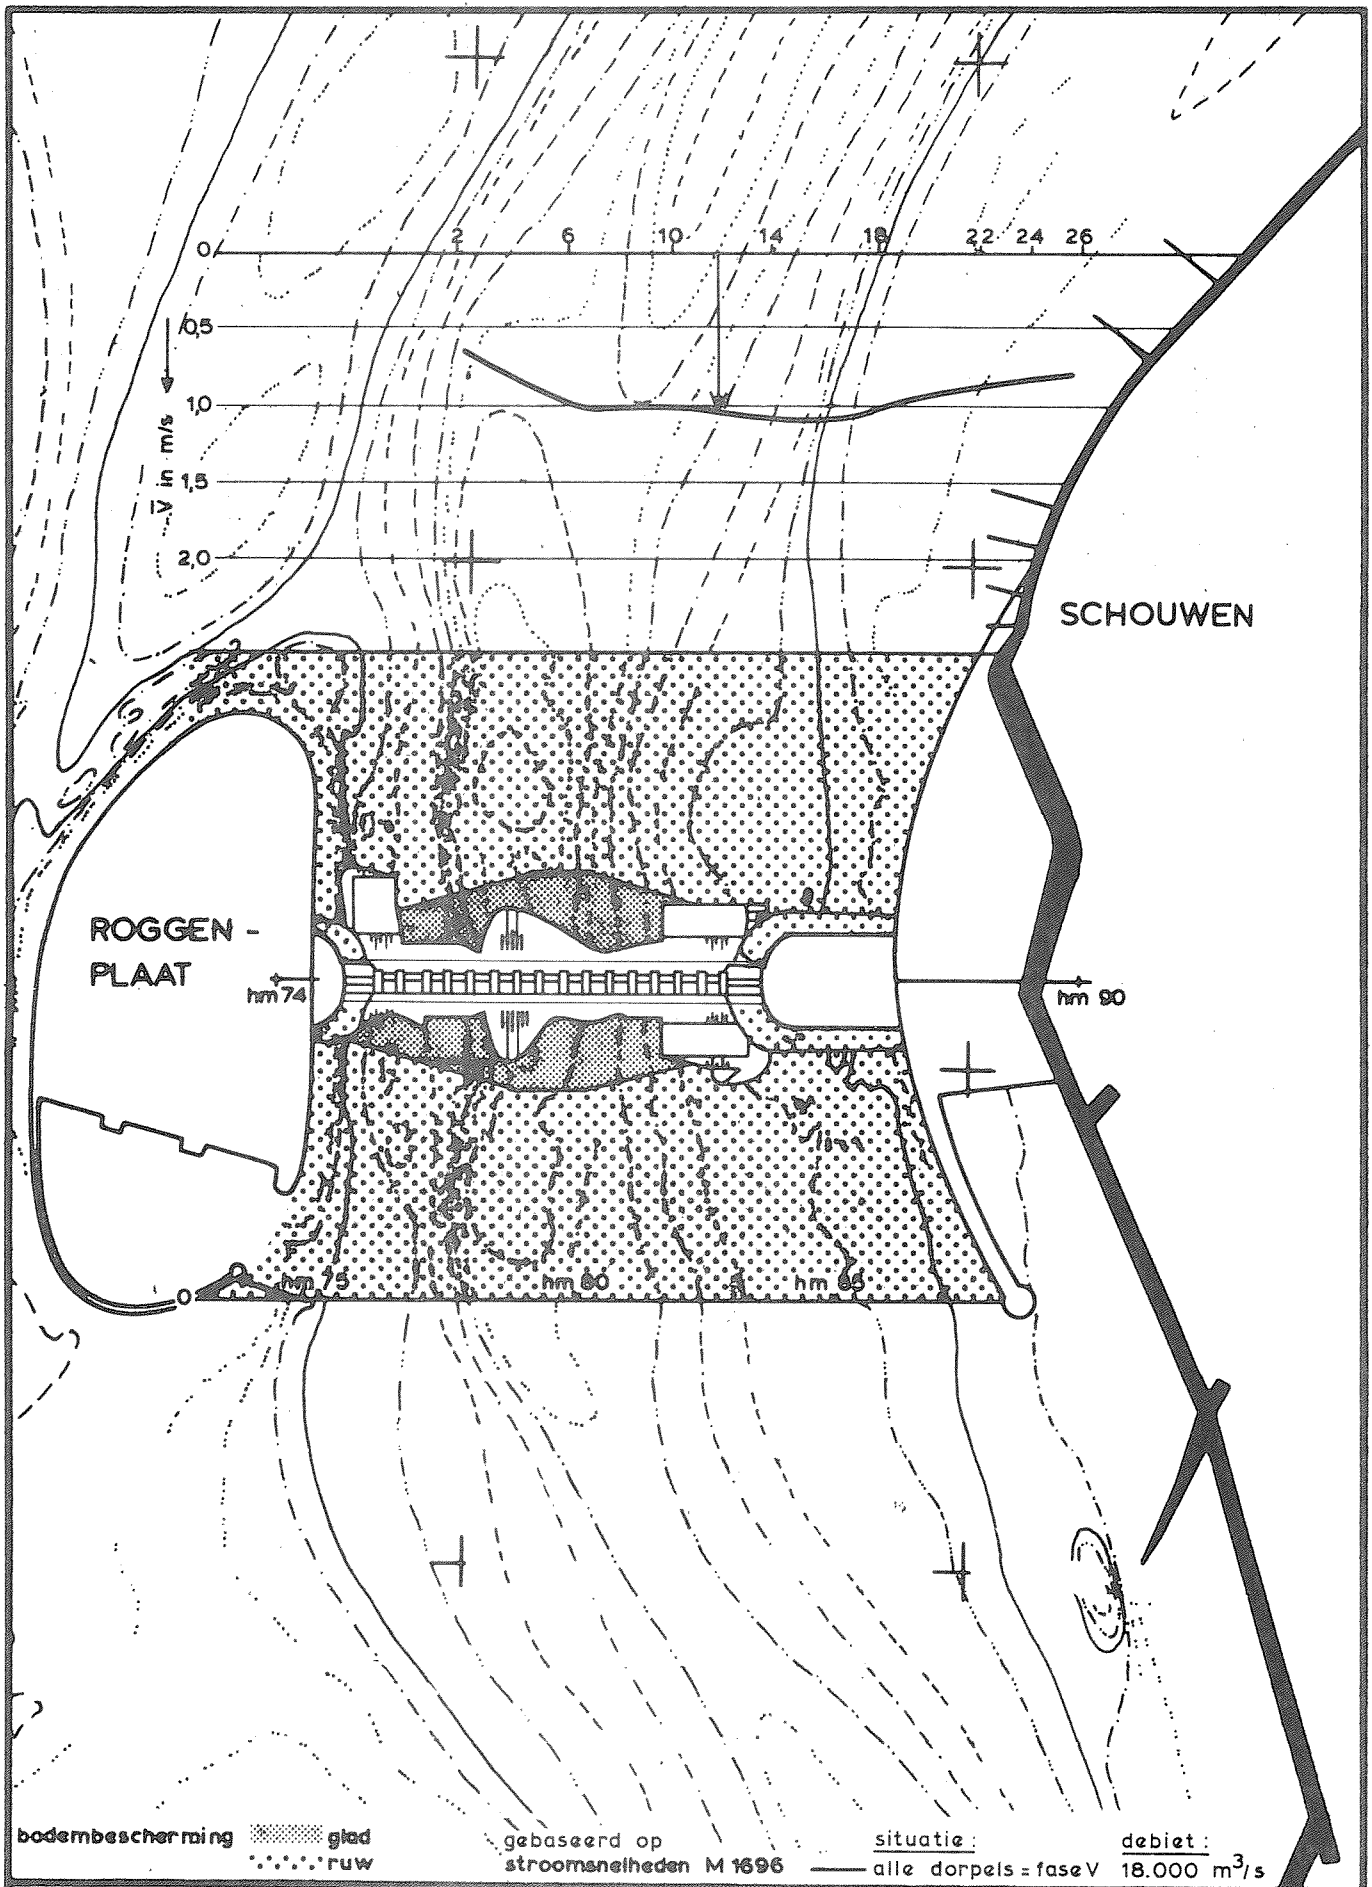 0 2 6 10 14 18 22 24 26
0,5
1,0
V̅ in m/s
1,5
2,0
SCHOUWEN
ROGGEN -
PLAAT
hm 74
hm 90
hm 75 hm 80 hm 85
0
bodembescherming glad
ruw
gebaseerd op
stroomsnelheden M 1696
situatie :
alle dorpels = fase V
debiet :
18.000 m³/s